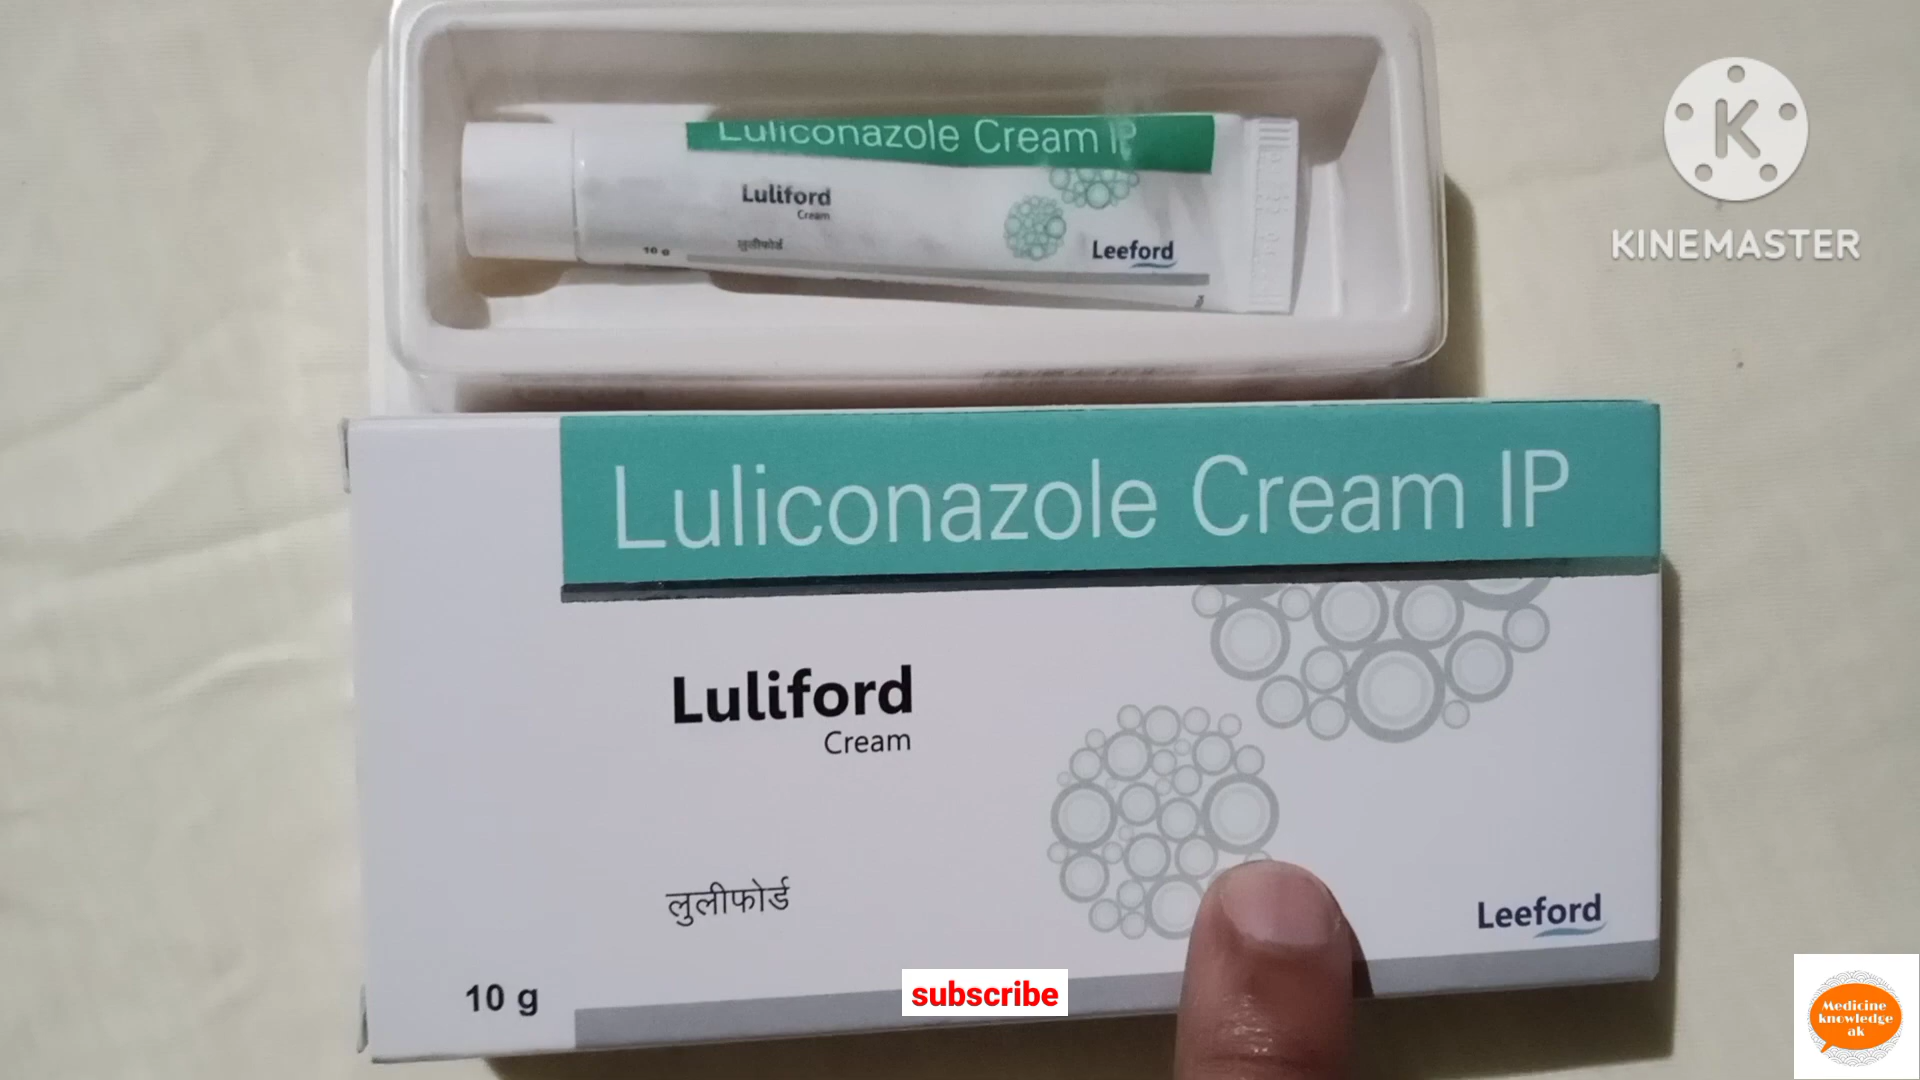 Luliconazole Cream IP
Luliford
Cream
लुलीफोर्ड
10 g
Leeford
K
KINEMASTER
Luliconazole Cream IP
Luliford
Cream
लुलीफोर्ड
Leeford
10 g
subscribe
Medicine
knowledge
ak